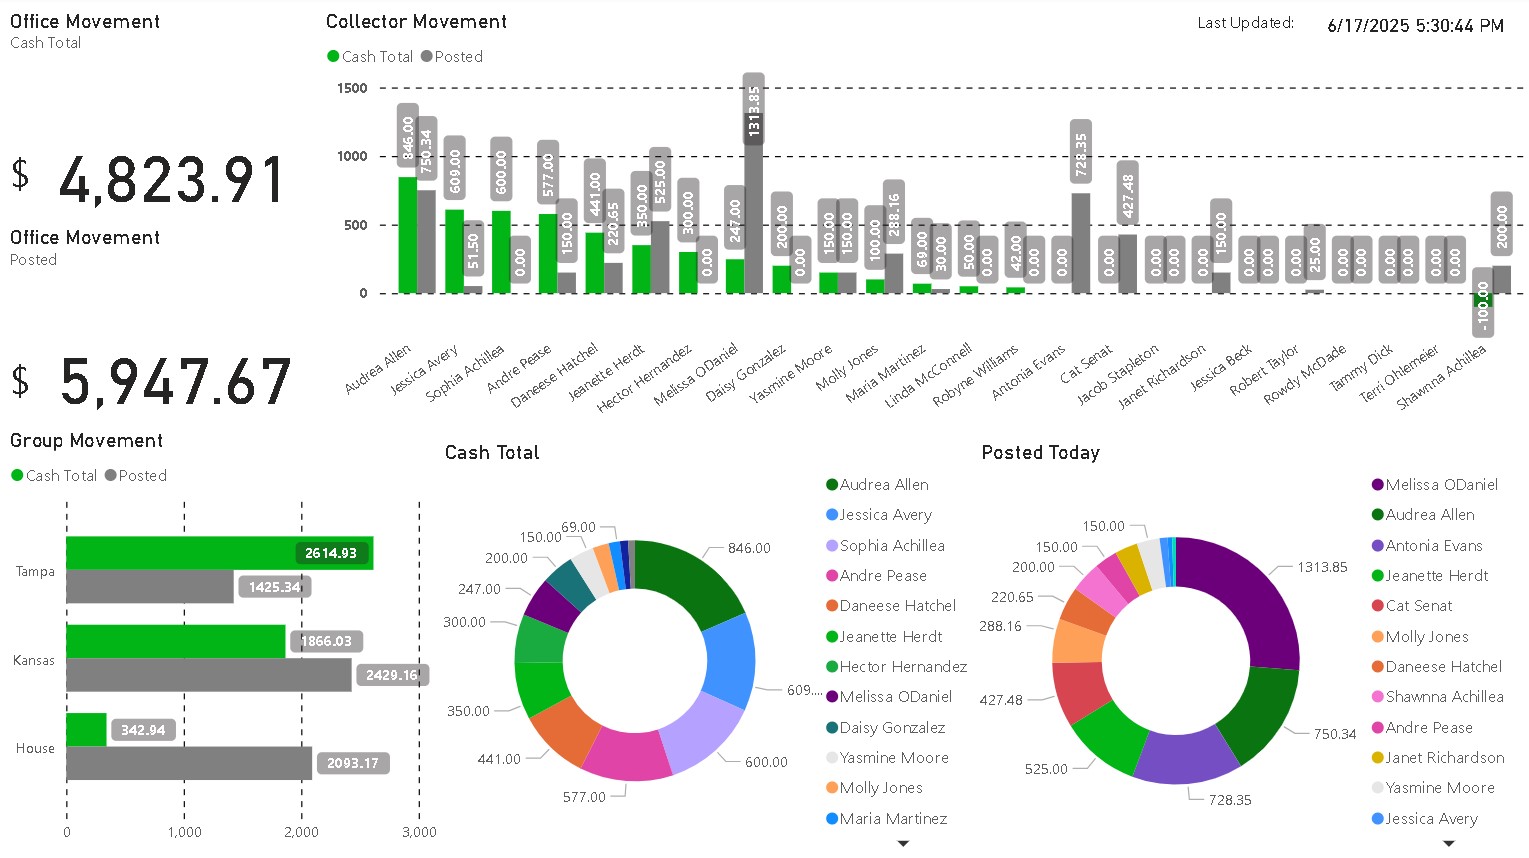 Office Movement
Cash Total
$ 4,823.91
Office Movement
Posted
$ 5,947.67
Collector Movement
Last Updated: 6/17/2025 5:30:44 PM
Cash Total Posted
1500
1000
500
0
846.00 750.34 609.00 51.50 600.00 0.00 577.00 150.00 441.00 220.65 350.00 525.00 300.00 0.00 247.00 1313.85 200.00 0.00 150.00 150.00 100.00 288.16 69.00 30.00 50.00 0.00 42.00 0.00 0.00 728.35 0.00 427.48 0.00 0.00 0.00 150.00 0.00 0.00 0.00 25.00 0.00 0.00 0.00 0.00 0.00 0.00 -100.00 200.00
Audrea Allen
Jessica Avery
Sophia Achillea
Andre Pease
Daneese Hatchel
Jeanette Herdt
Hector Hernandez
Melissa ODaniel
Daisy Gonzalez
Yasmine Moore
Molly Jones
Maria Martinez
Linda McConnell
Robyne Williams
Antonia Evans
Cat Senat
Jacob Stapleton
Janet Richardson
Jessica Beck
Robert Taylor
Rowdy McDade
Tammy Dick
Terri Ohlemeier
Shawnna Achillea
Group Movement
Cash Total Posted
Tampa
2614.93
1425.34
Kansas
1866.03
2429.16
House
342.94
2093.17
0 1,000 2,000 3,000
Cash Total
846.00
609....
600.00
577.00
441.00
350.00
300.00
247.00
200.00
150.00
69.00
Audrea Allen
Jessica Avery
Sophia Achillea
Andre Pease
Daneese Hatchel
Jeanette Herdt
Hector Hernandez
Melissa ODaniel
Daisy Gonzalez
Yasmine Moore
Molly Jones
Maria Martinez
Posted Today
1313.85
750.34
728.35
525.00
427.48
288.16
220.65
200.00
150.00
150.00
Melissa ODaniel
Audrea Allen
Antonia Evans
Jeanette Herdt
Cat Senat
Molly Jones
Daneese Hatchel
Shawnna Achillea
Andre Pease
Janet Richardson
Yasmine Moore
Jessica Avery